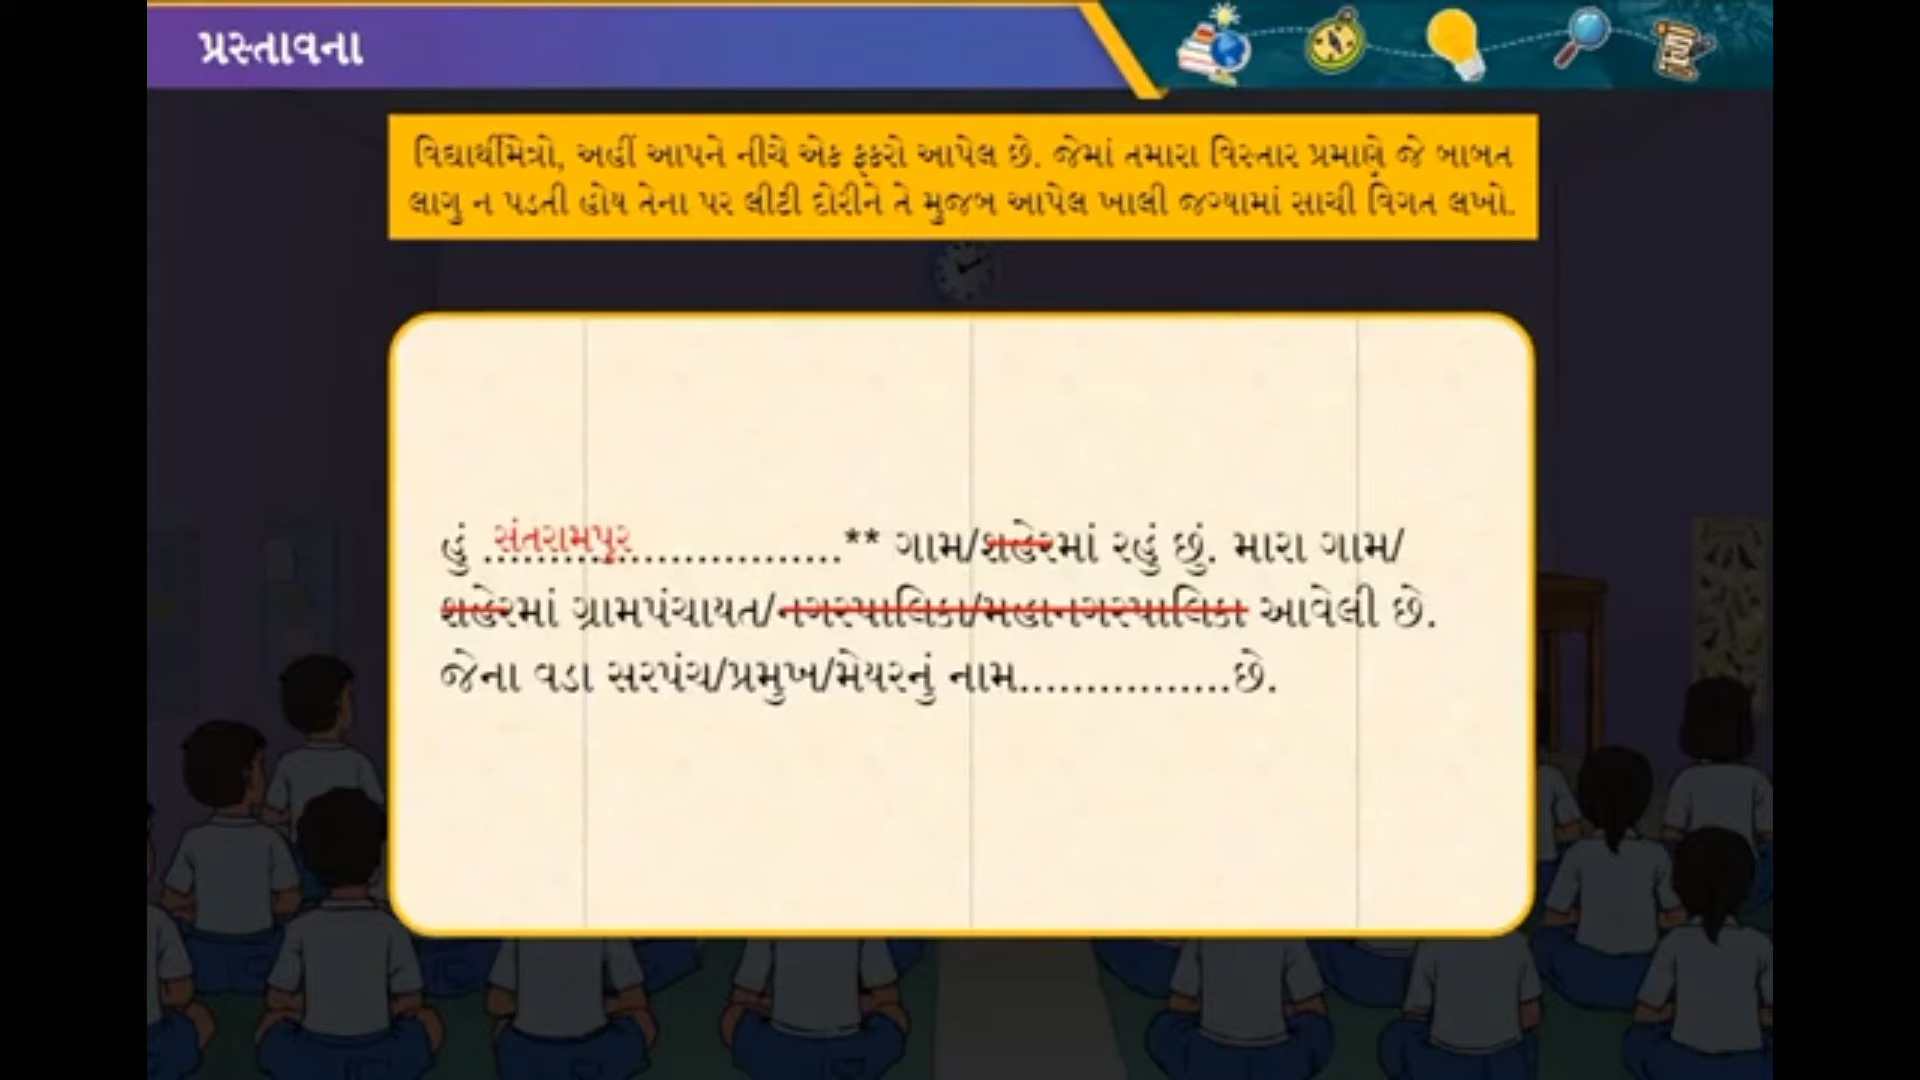 પ્રસ્તાવના
વિદ્યાર્થીમિત્રો, અહીં આપને નીચે એક ફકરો આપેલ છે. જેમાં તમારા વિસ્તાર પ્રમાણે જે બાબત
લાગુ ન પડતી હોય તેના પર લીટી દોરીને તે મુજબ આપેલ ખાલી જગ્યામાં સાચી વિગત લખો.
હું ..સંતરામપુર...........................** ગામ/શહેરમાં રહું છું. મારા ગામ/
શહેરમાં ગ્રામપંચાયત/નગરપાલિકા/મહાનગરપાલિકા આવેલી છે.
જેના વડા સરપંચ/પ્રમુખ/મેયરનું નામ................છે.